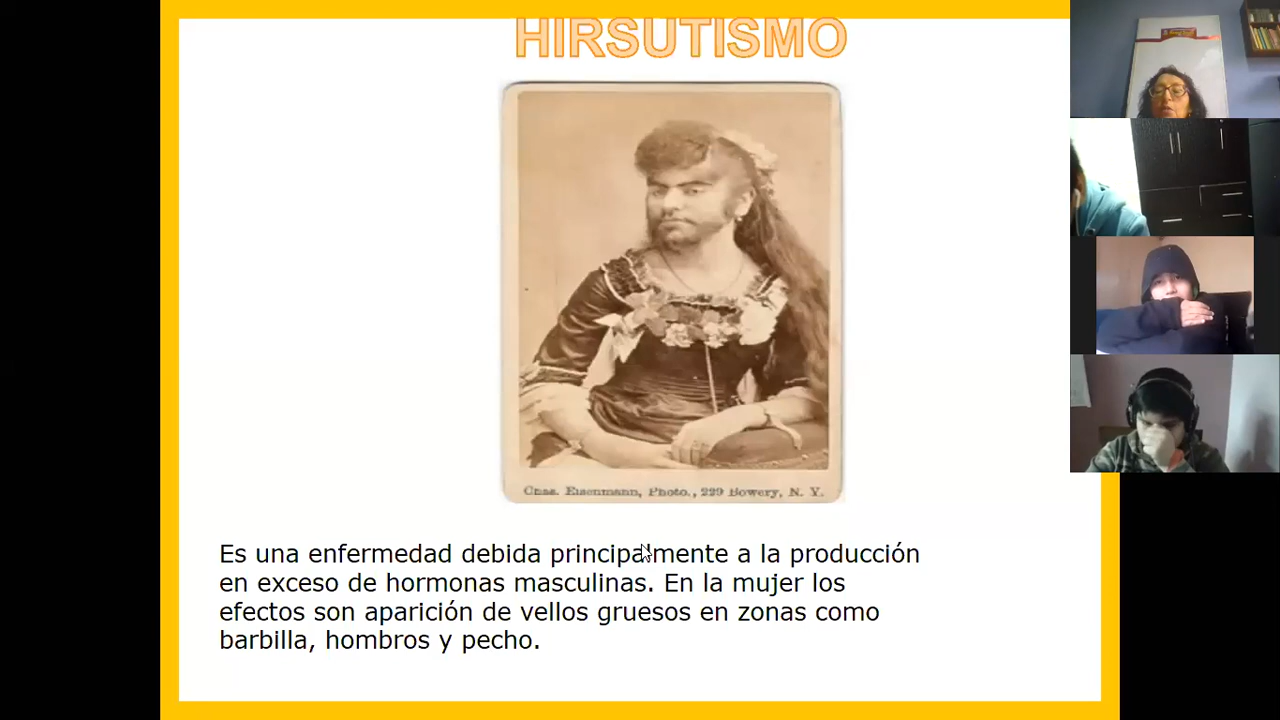 HIRSUTISMO
Chas. Eisenmann, Photo., 229 Bowery, N. Y.
Es una enfermedad debida principalmente a la producción
en exceso de hormonas masculinas. En la mujer los
efectos son aparición de vellos gruesos en zonas como
barbilla, hombros y pecho.